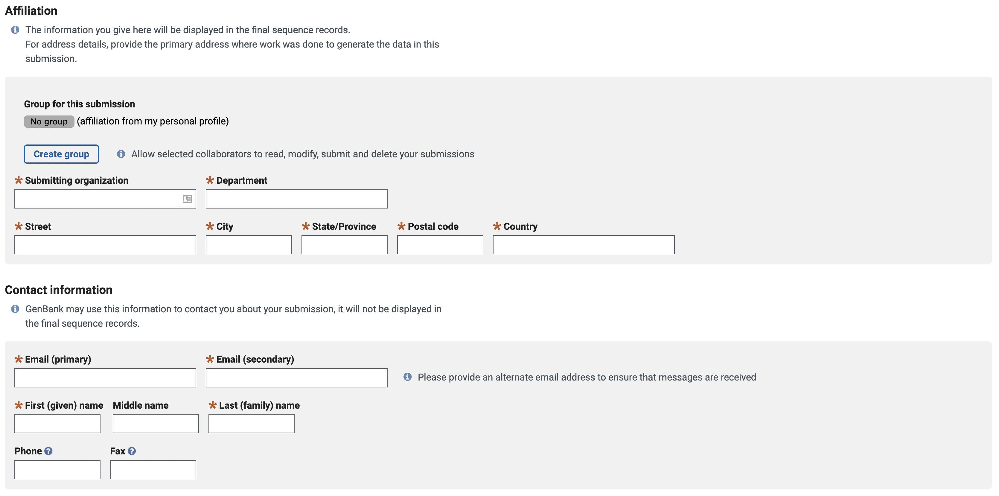 Affiliation
The information you give here will be displayed in the final sequence records.
For address details, provide the primary address where work was done to generate the data in this
submission.
Group for this submission
No group (affiliation from my personal profile)
Create group Allow selected collaborators to read, modify, submit and delete your submissions
* Submitting organization * Department
* Street * City * State/Province * Postal code * Country
Contact information
GenBank may use this information to contact you about your submission, it will not be displayed in
the final sequence records.
* Email (primary) * Email (secondary)
Please provide an alternate email address to ensure that messages are received
* First (given) name Middle name * Last (family) name
Phone ? Fax ?